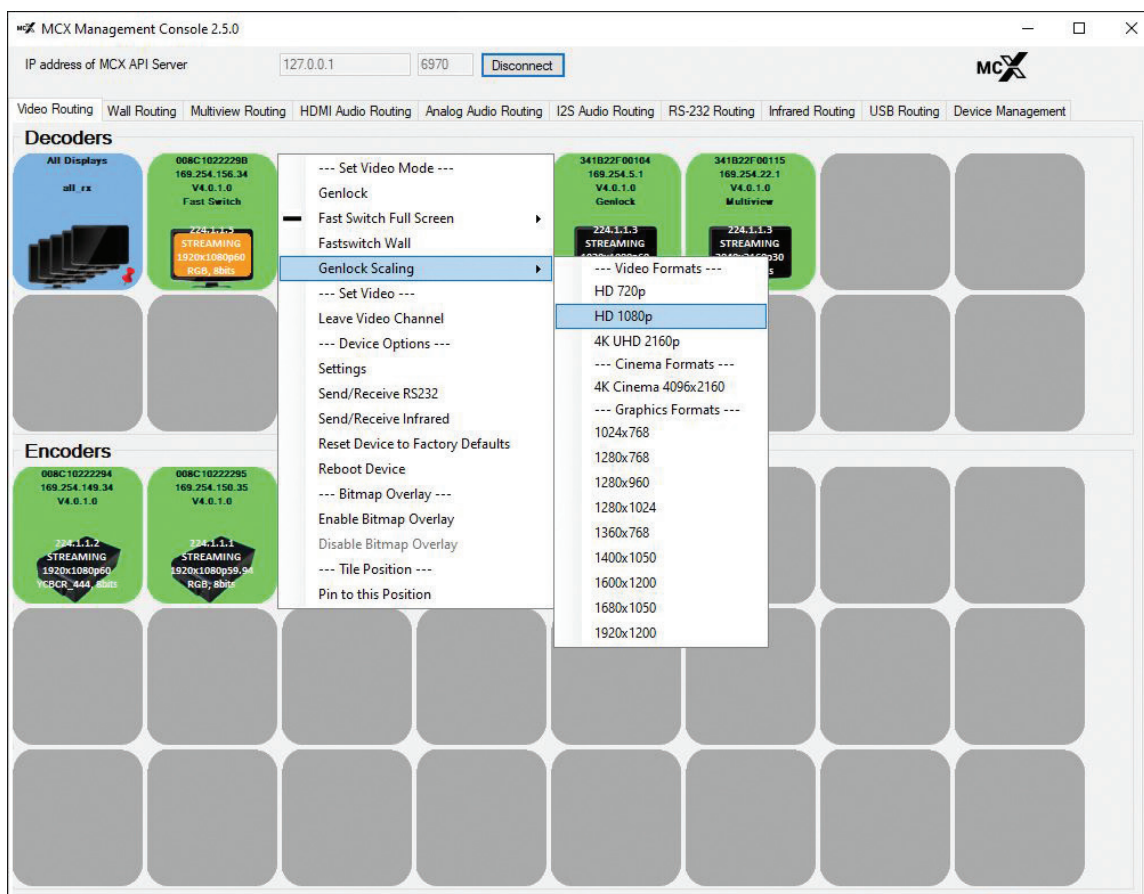 MCX MCX Management Console 2.5.0
IP address of MCX API Server 127.0.0.1 6970 Disconnect
MCX
Video Routing Wall Routing Multiview Routing HDMI Audio Routing Analog Audio Routing I2S Audio Routing RS-232 Routing Infrared Routing USB Routing Device Management
Decoders
All Displays
all_rx
008C1022229B
169.254.156.34
V4.0.1.0
Fast Switch
224.1.1.3
STREAMING
1920x1080p60
RGB, 8bits
--- Set Video Mode ---
Genlock
Fast Switch Full Screen
Fastswitch Wall
Genlock Scaling
--- Set Video ---
Leave Video Channel
--- Device Options ---
Settings
Send/Receive RS232
Send/Receive Infrared
Reset Device to Factory Defaults
Reboot Device
--- Bitmap Overlay ---
Enable Bitmap Overlay
Disable Bitmap Overlay
--- Tile Position ---
Pin to this Position
341B22F00104
169.254.5.1
V4.0.1.0
Genlock
224.1.1.3
STREAMING
341B22F00115
169.254.22.1
V4.0.1.0
Multiview
224.1.1.3
STREAMING
--- Video Formats ---
HD 720p
HD 1080p
4K UHD 2160p
--- Cinema Formats ---
4K Cinema 4096x2160
--- Graphics Formats ---
1024x768
1280x768
1280x960
1280x1024
1360x768
1400x1050
1600x1200
1680x1050
1920x1200
Encoders
008C10222294
169.254.149.34
V4.0.1.0
224.1.1.2
STREAMING
1920x1080p60
YCBCR_444, 8bits
008C10222295
169.254.150.35
V4.0.1.0
224.1.1.1
STREAMING
1920x1080p59.94
RGB, 8bits